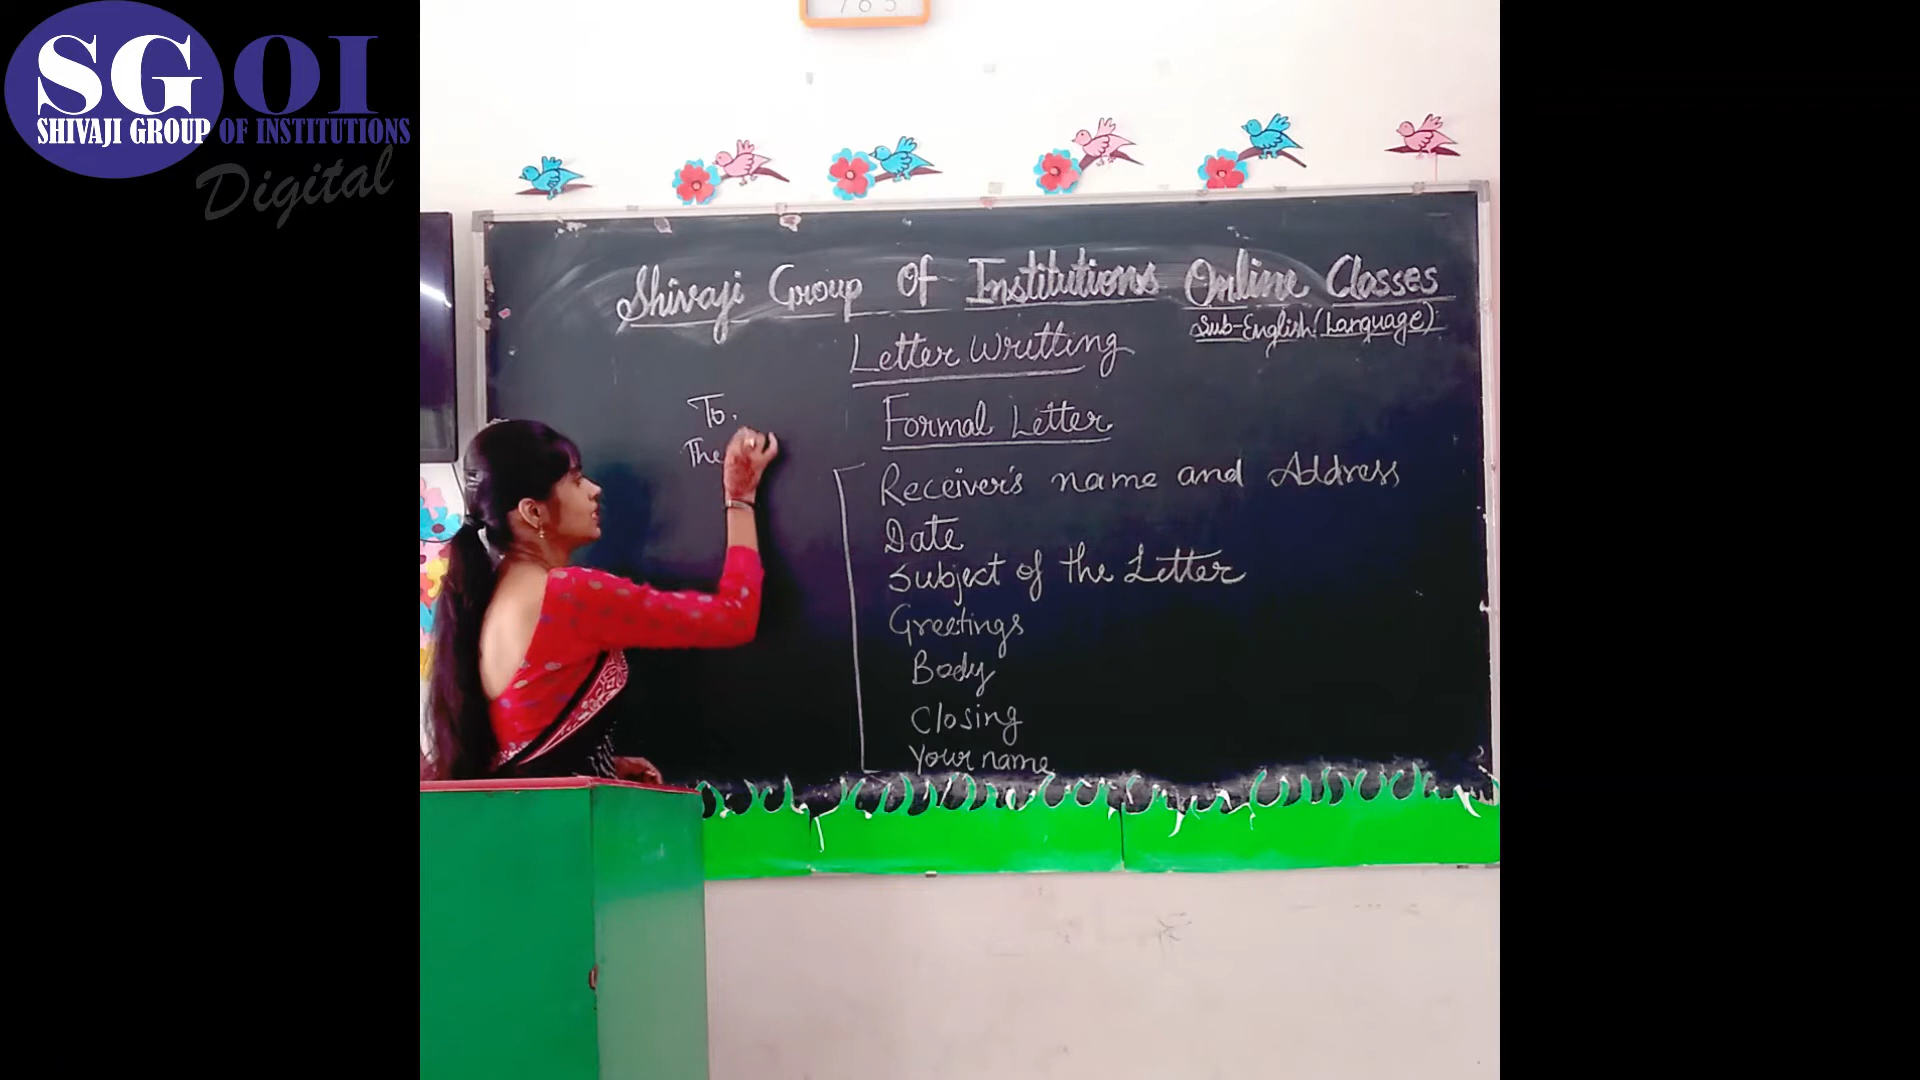 SGOI
SHIVAJI GROUP OF INSTITUTIONS
Digital
Shivaji Group Of Institutions Online Classes
Sub-English (Language)
Letter Writting
To,
The
Formal Letter
Receiver's name and Address
Date
Subject of the Letter
Greetings
Body
Closing
Your name